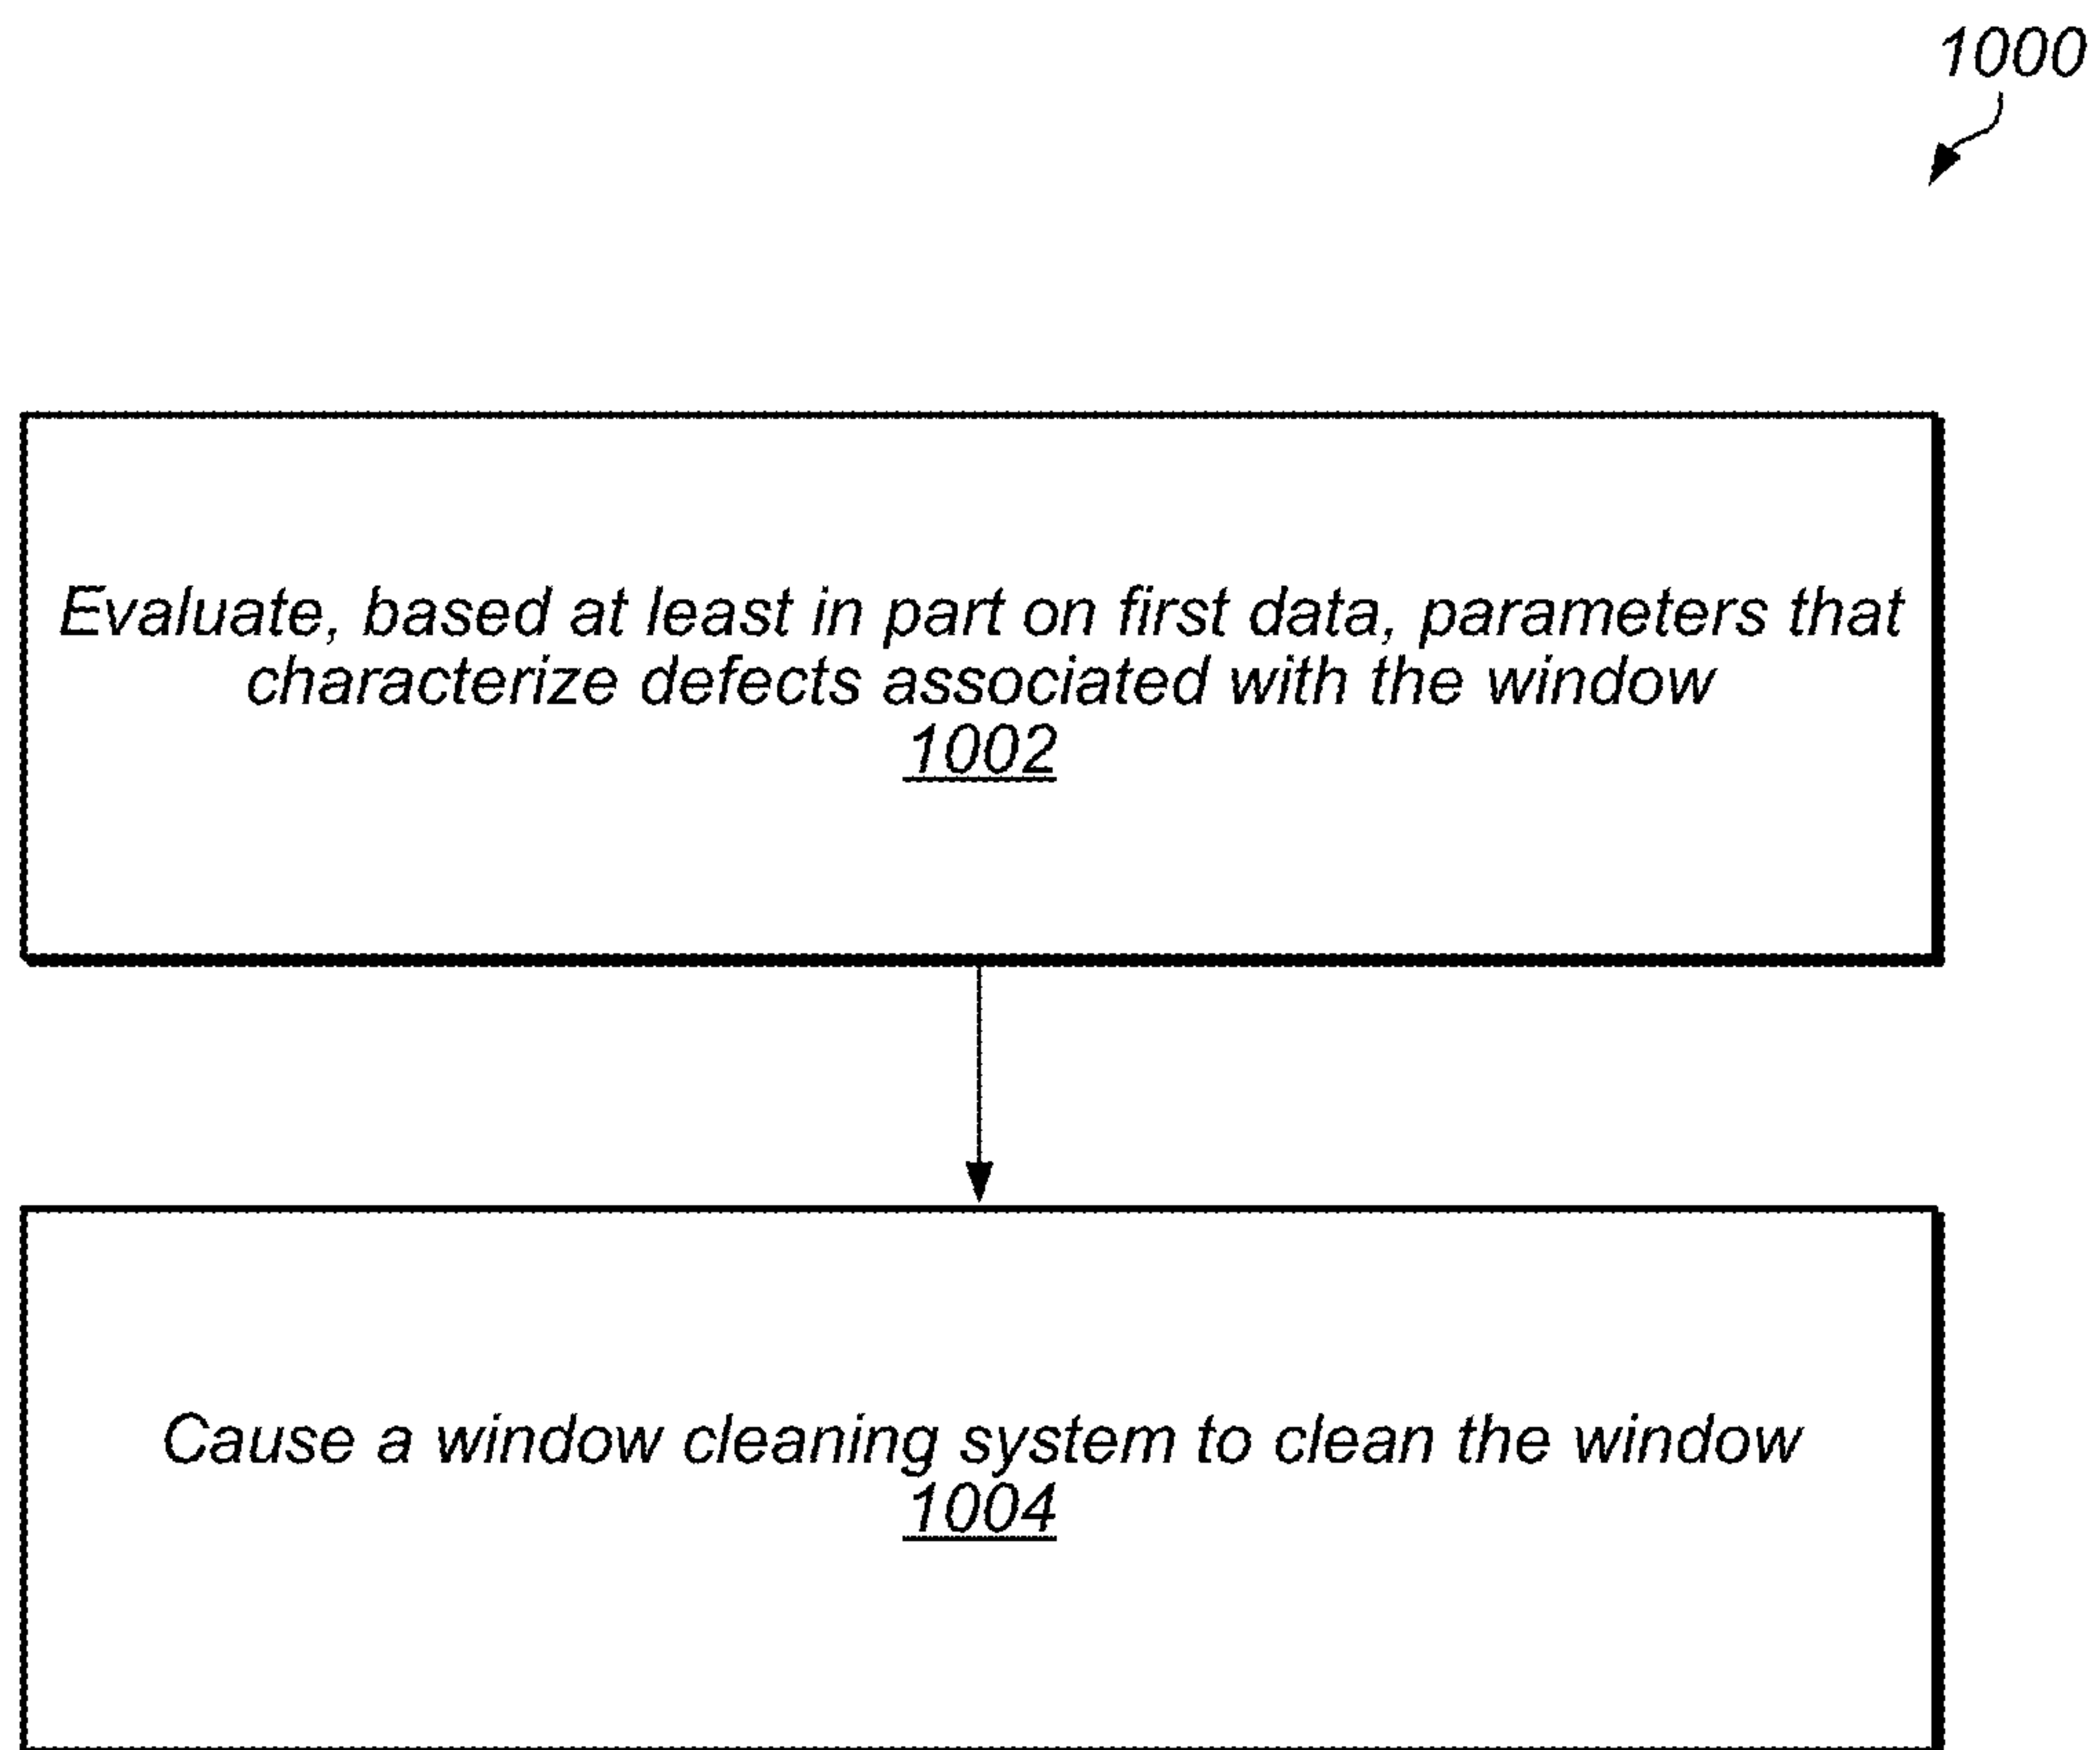 1000
Evaluate, based at least in part on first data, parameters that
characterize defects associated with the window
1002
Cause a window cleaning system to clean the window
1004